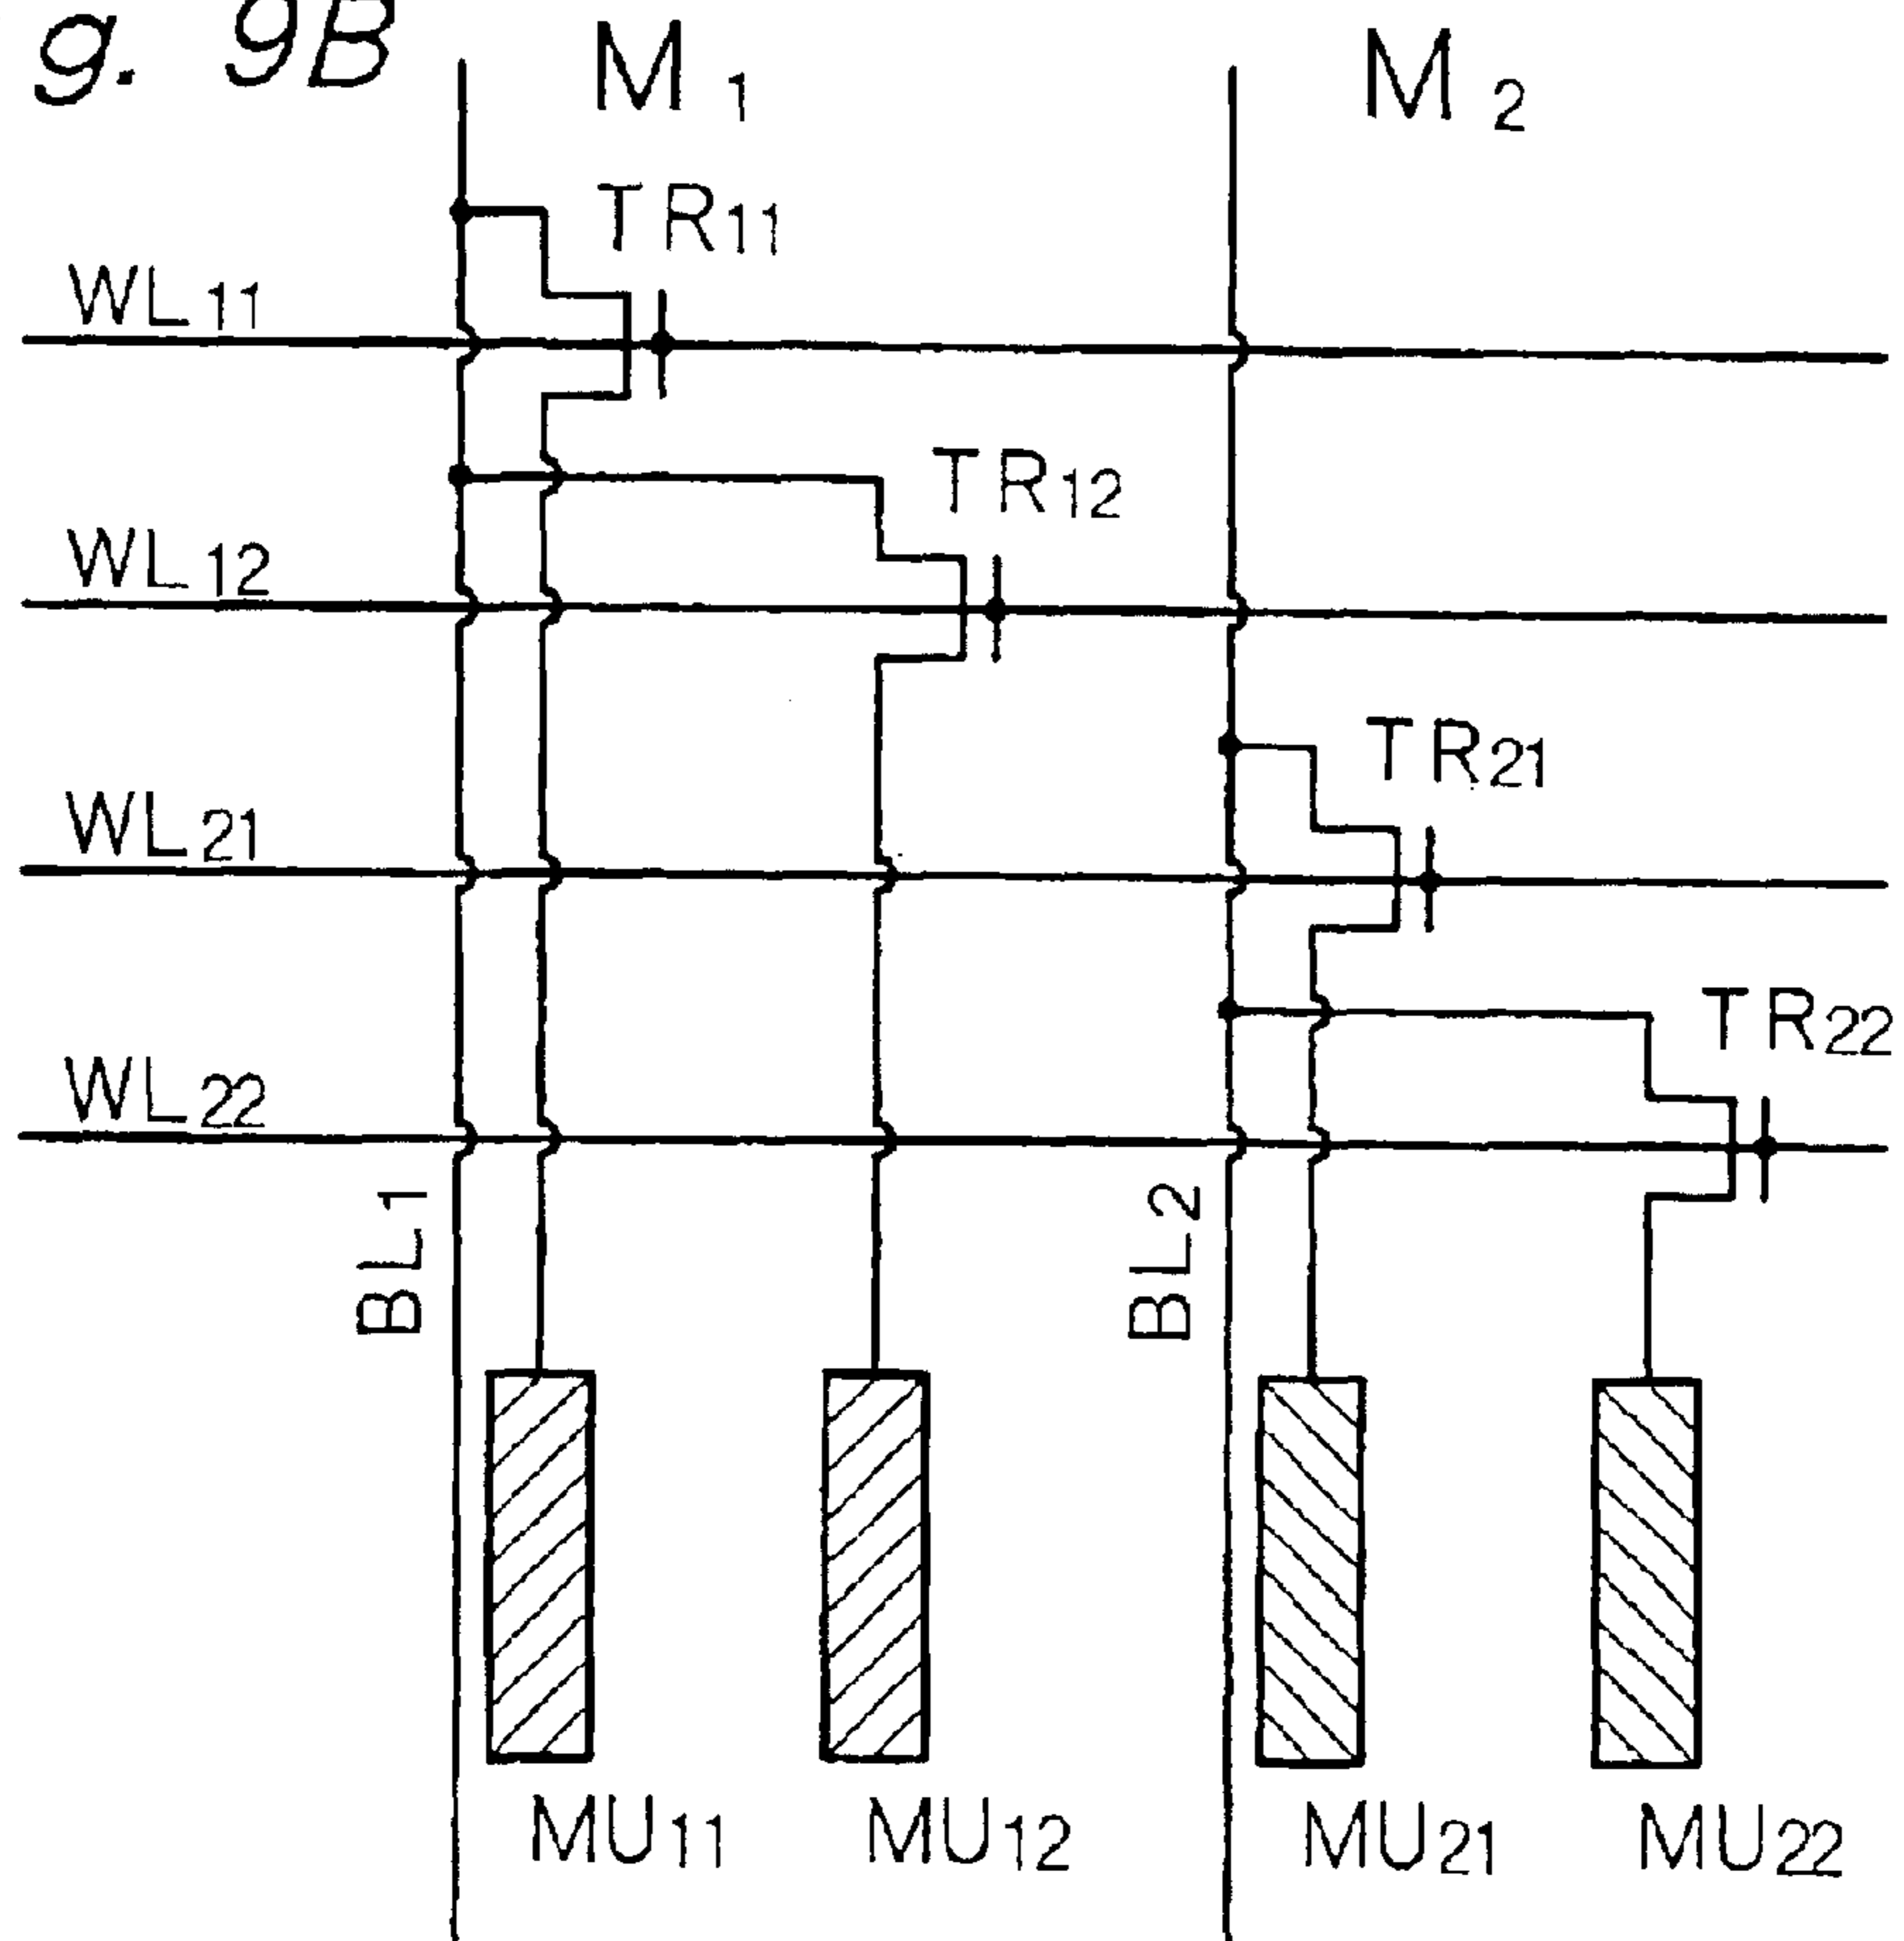 g. 9B
M1
M2
TR11
WL11
TR12
WL12
TR21
WL21
TR22
WL22
BL1
BL2
MU11
MU12
MU21
MU22